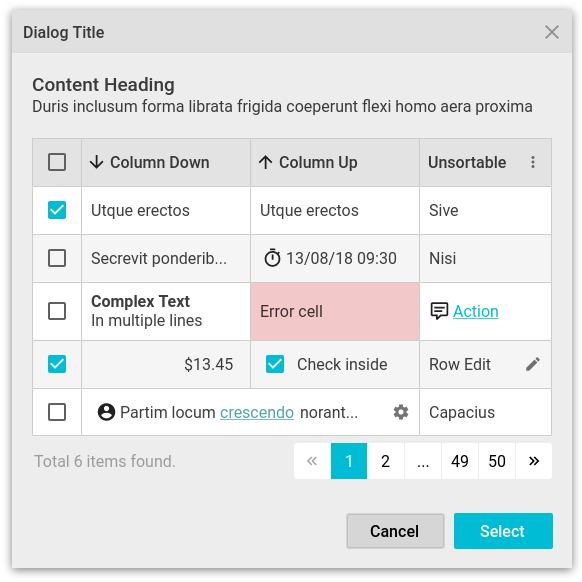 Dialog Title
Content Heading
Duris inclusum forma librata frigida coeperunt flexi homo aera proxima
Column Down Column Up Unsortable
Utque erectos Utque erectos Sive
Secrevit ponderib... 13/08/18 09:30 Nisi
Complex Text
In multiple lines Error cell Action
$13.45 Check inside Row Edit
Partim locum crescendo norant... Capacius
Total 6 items found. « 1 2 ... 49 50 »
Cancel Select